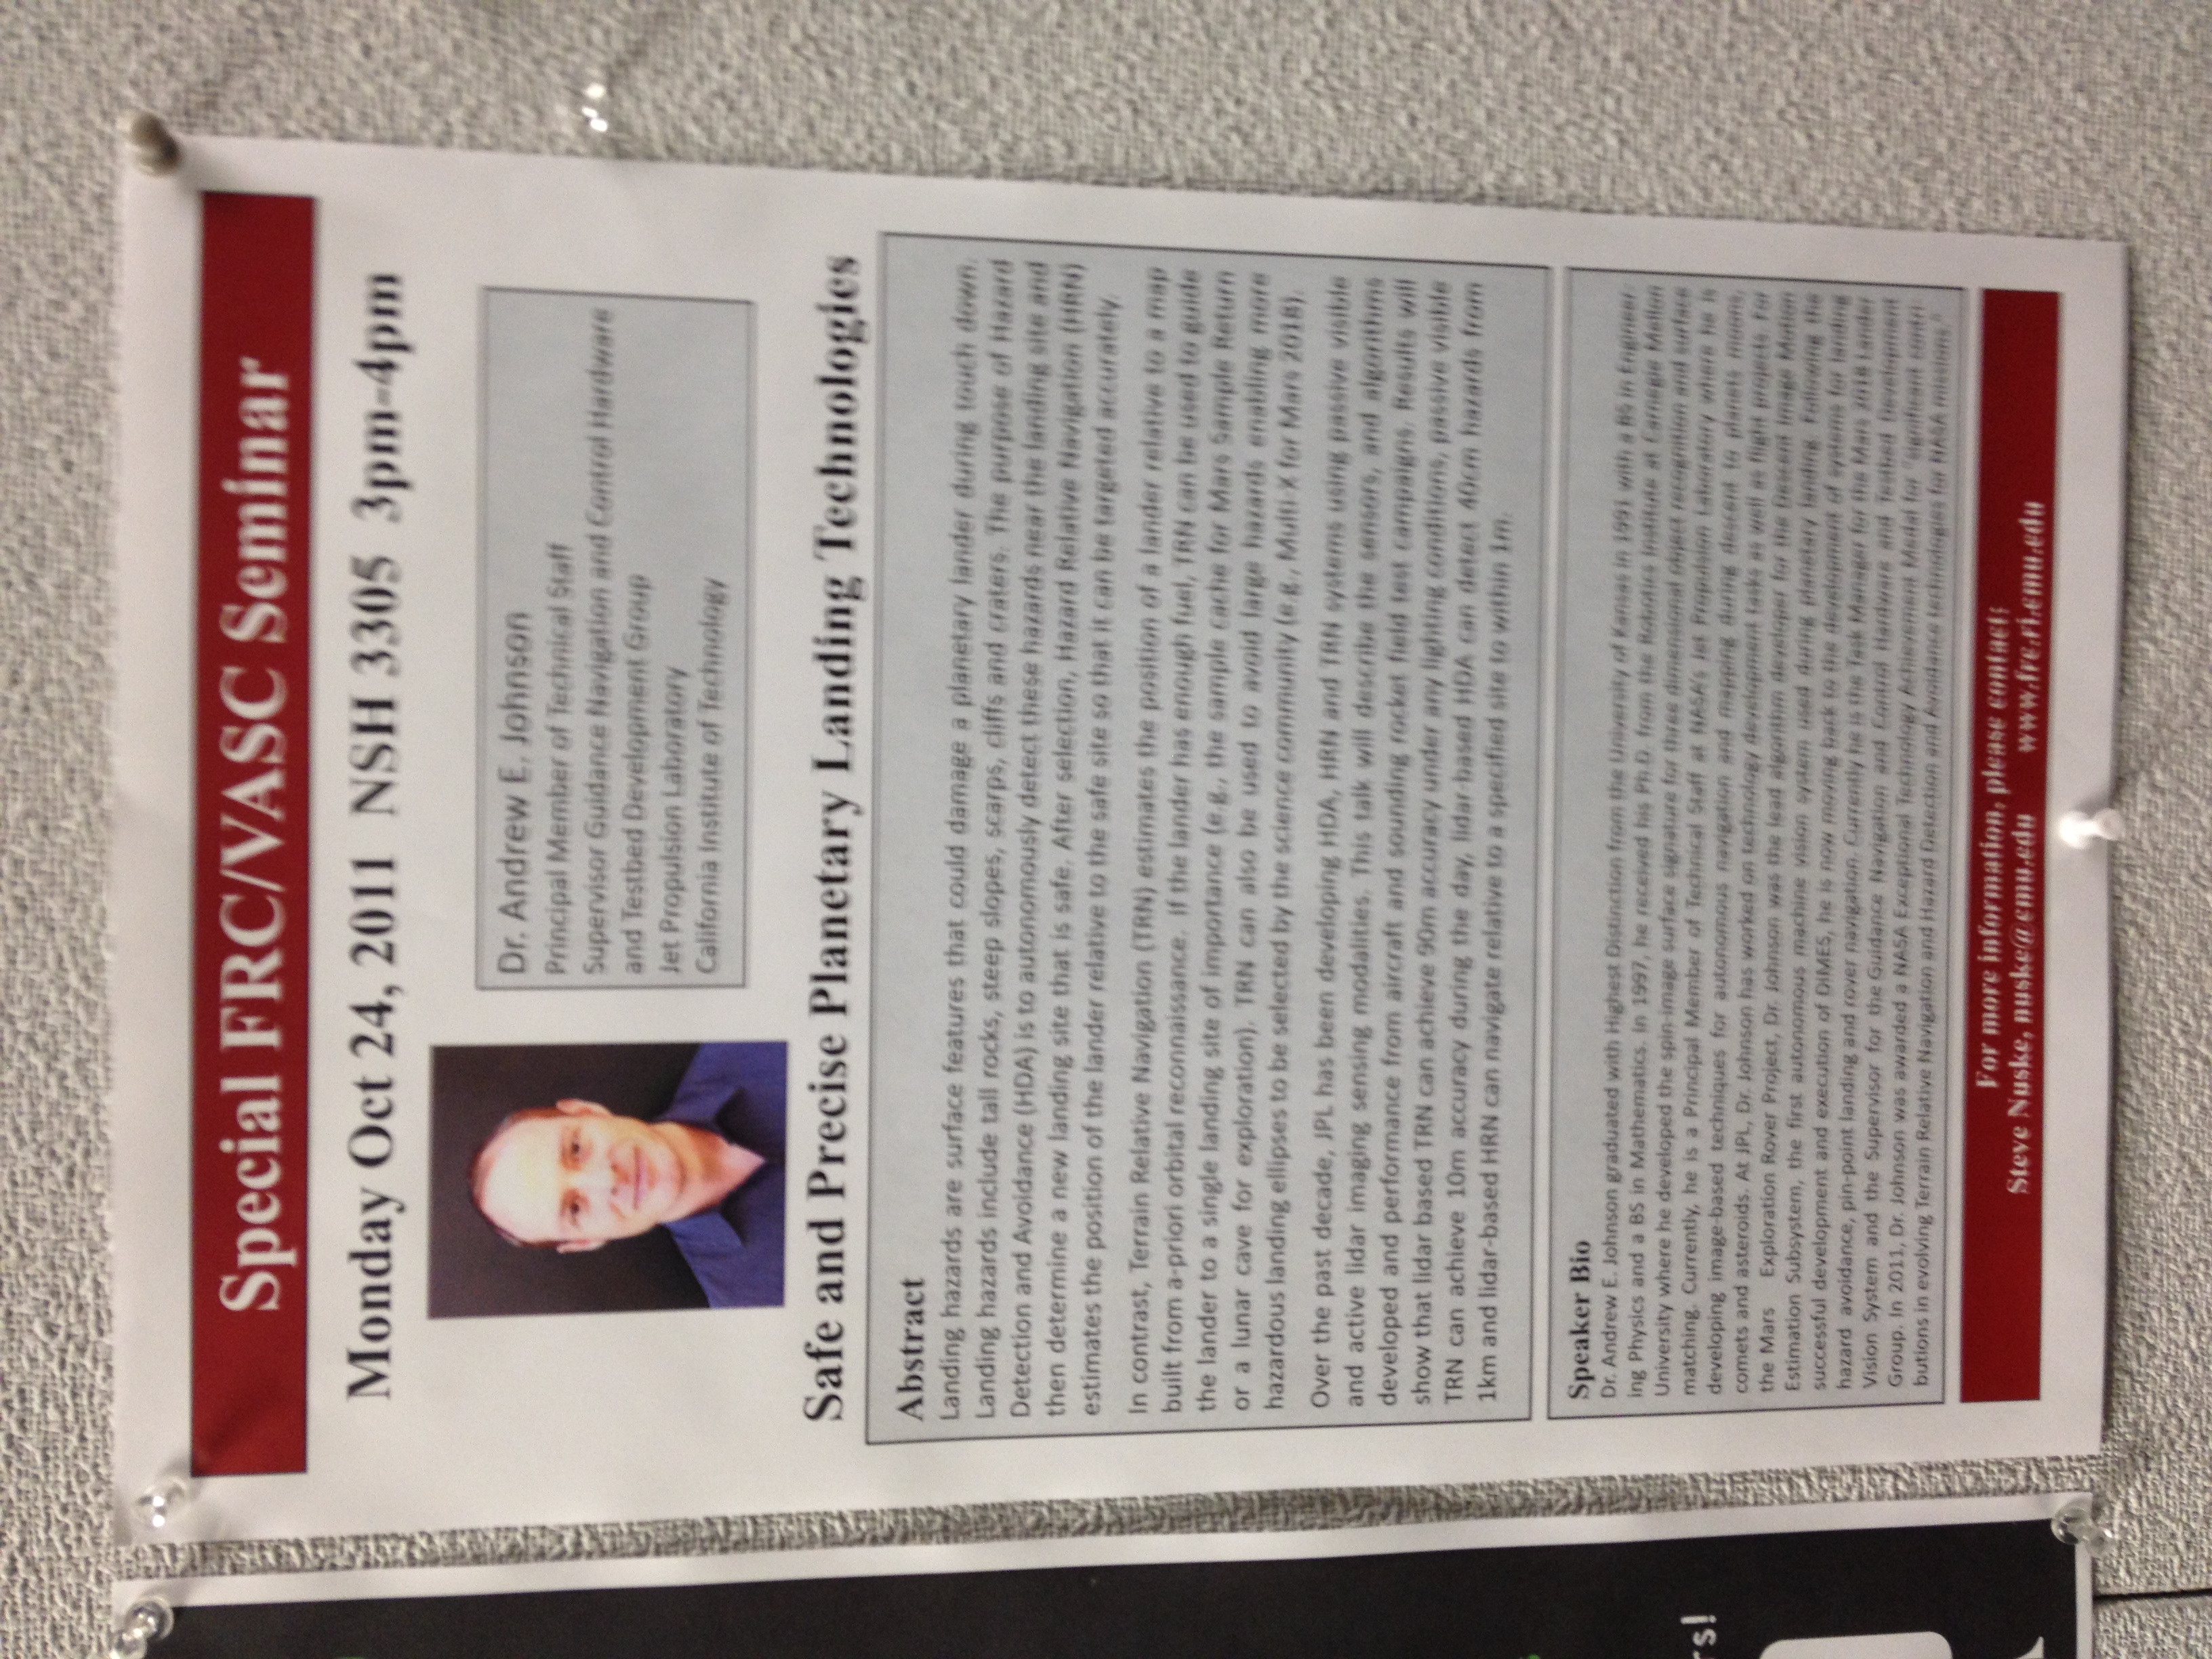 Special FRC/VASC Seminar
Monday Oct 24, 2011 NSH 3305 3pm-4pm
Dr. Andrew E. Johnson
Principal Member of Technical Staff
Supervisor Guidance Navigation and Control Hardware
and Testbed Development Group
Jet Propulsion Laboratory
California Institute of Technology
Safe and Precise Planetary Landing Technologies
Abstract
Landing hazards are surface features that could damage a planetary lander during touch down.
Landing hazards include tall rocks, steep slopes, scarps, cliffs and craters. The purpose of Hazard
Detection and Avoidance (HDA) is to autonomously detect these hazards near the landing site and
then determine a new landing site that is safe. After selection, Hazard Relative Navigation (HRN)
estimates the position of the lander relative to the safe site so that it can be targeted accurately.
In contrast, Terrain Relative Navigation (TRN) estimates the position of a lander relative to a map
built from a-priori orbital reconnaissance. If the lander has enough fuel, TRN can be used to guide
the lander to a single landing site of importance (e.g., the sample cache for Mars Sample Return
or a lunar cave for exploration). TRN can also be used to avoid large hazards enabling more
hazardous landing ellipses to be selected by the science community (e.g., Multi-X for Mars 2018).
Over the past decade, JPL has been developing HDA, HRN and TRN systems using passive visible
and active lidar imaging sensing modalities. This talk will describe the sensors, and algorithms
developed and performance from aircraft and sounding rocket field test campaigns. Results will
show that lidar based TRN can achieve 90m accuracy under any lighting conditions, passive visible
TRN can achieve 10m accuracy during the day, lidar-based HDA can detect 40cm hazards from
1km and lidar-based HRN can navigate relative to a specified site to within 1m.
Speaker Bio
Dr. Andrew E. Johnson graduated with Highest Distinction from the University of Kansas in 1991 with a BS in Engineer-
ing Physics and a BS in Mathematics. In 1997, he received his Ph.D. from the Robotics Institute at Carnegie Mellon
University where he developed the spin-image surface signature for three dimensional object recognition and surface
matching. Currently, he is a Principal Member of Technical Staff at NASA's Jet Propulsion Laboratory where he is
developing image-based techniques for autonomous navigation and mapping during descent to planets moons,
comets and asteroids. At JPL, Dr. Johnson has worked on technology development tasks as well as flight projects. For
the Mars Exploration Rover Project, Dr. Johnson was the lead algorithm developer for the Descent Image Motion
Estimation Subsystem, the first autonomous machine vision system used during planetary landing. Following the
successful development and execution of DIMES, he is now moving back to the development of systems for landing
hazard avoidance, pin-point landing and rover navigation. Currently he is the Task Manager for the Mars 2018 Lander
Vision System and the Supervisor for the Guidance Navigation and Control Hardware and Testbed Development
Group. In 2011, Dr. Johnson was awarded a NASA Exceptional Technology Achievement Medal for "significant contri-
butions in evolving Terrain Relative Navigation and Hazard Detection and Avoidance technologies for NASA missions."
For more information, please contact:
Steve Nuske, nuske@cmu.edu www.frc.ri.cmu.edu
rs!